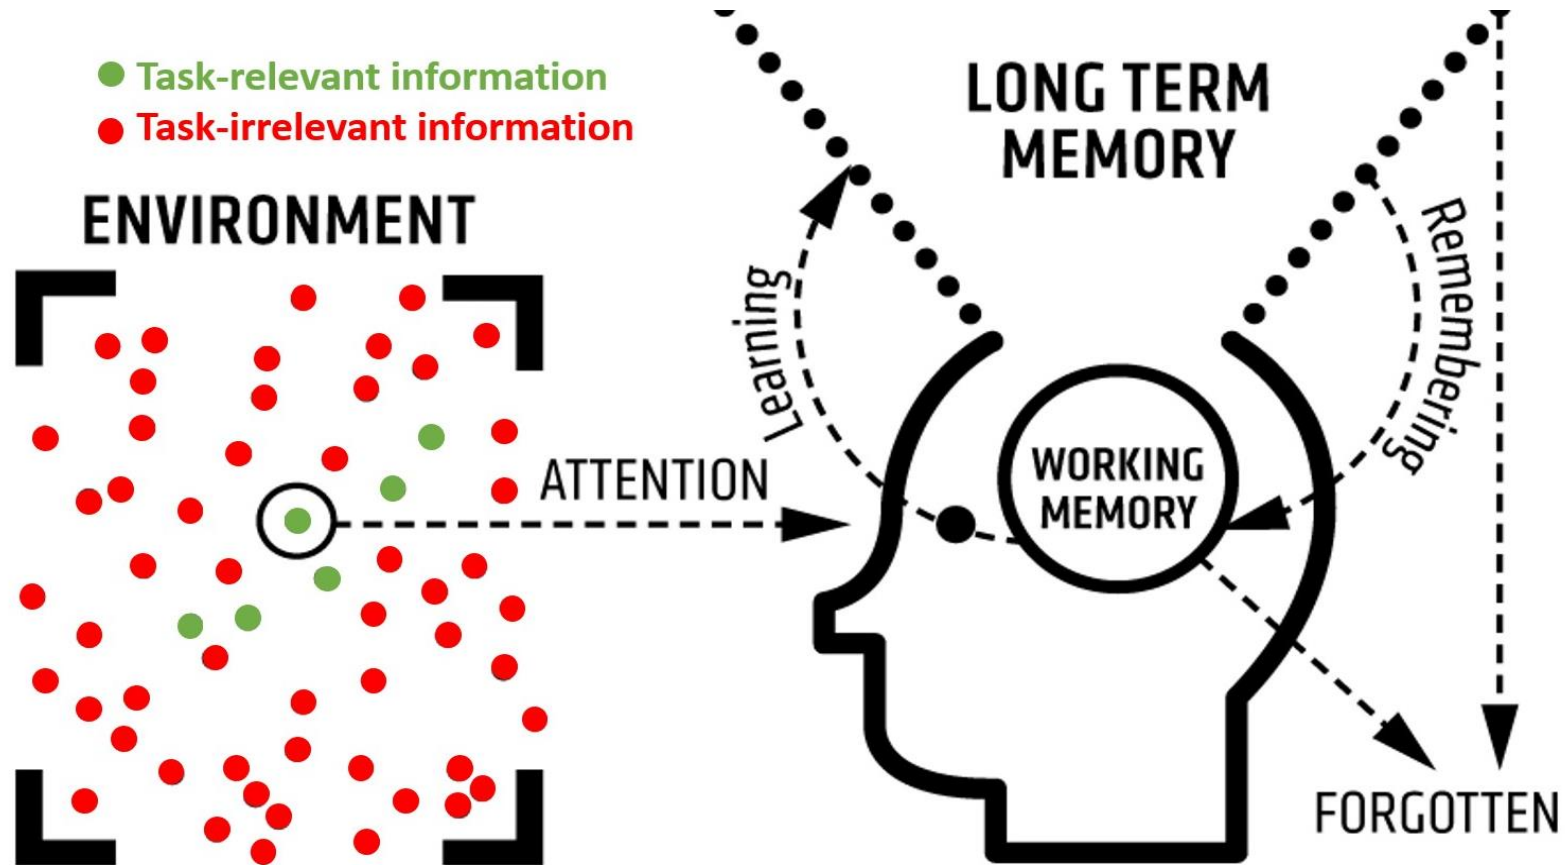 Task-relevant information
Task-irrelevant information
ENVIRONMENT
LONG TERM
MEMORY
Learning
Remembering
ATTENTION
WORKING
MEMORY
FORGOTTEN